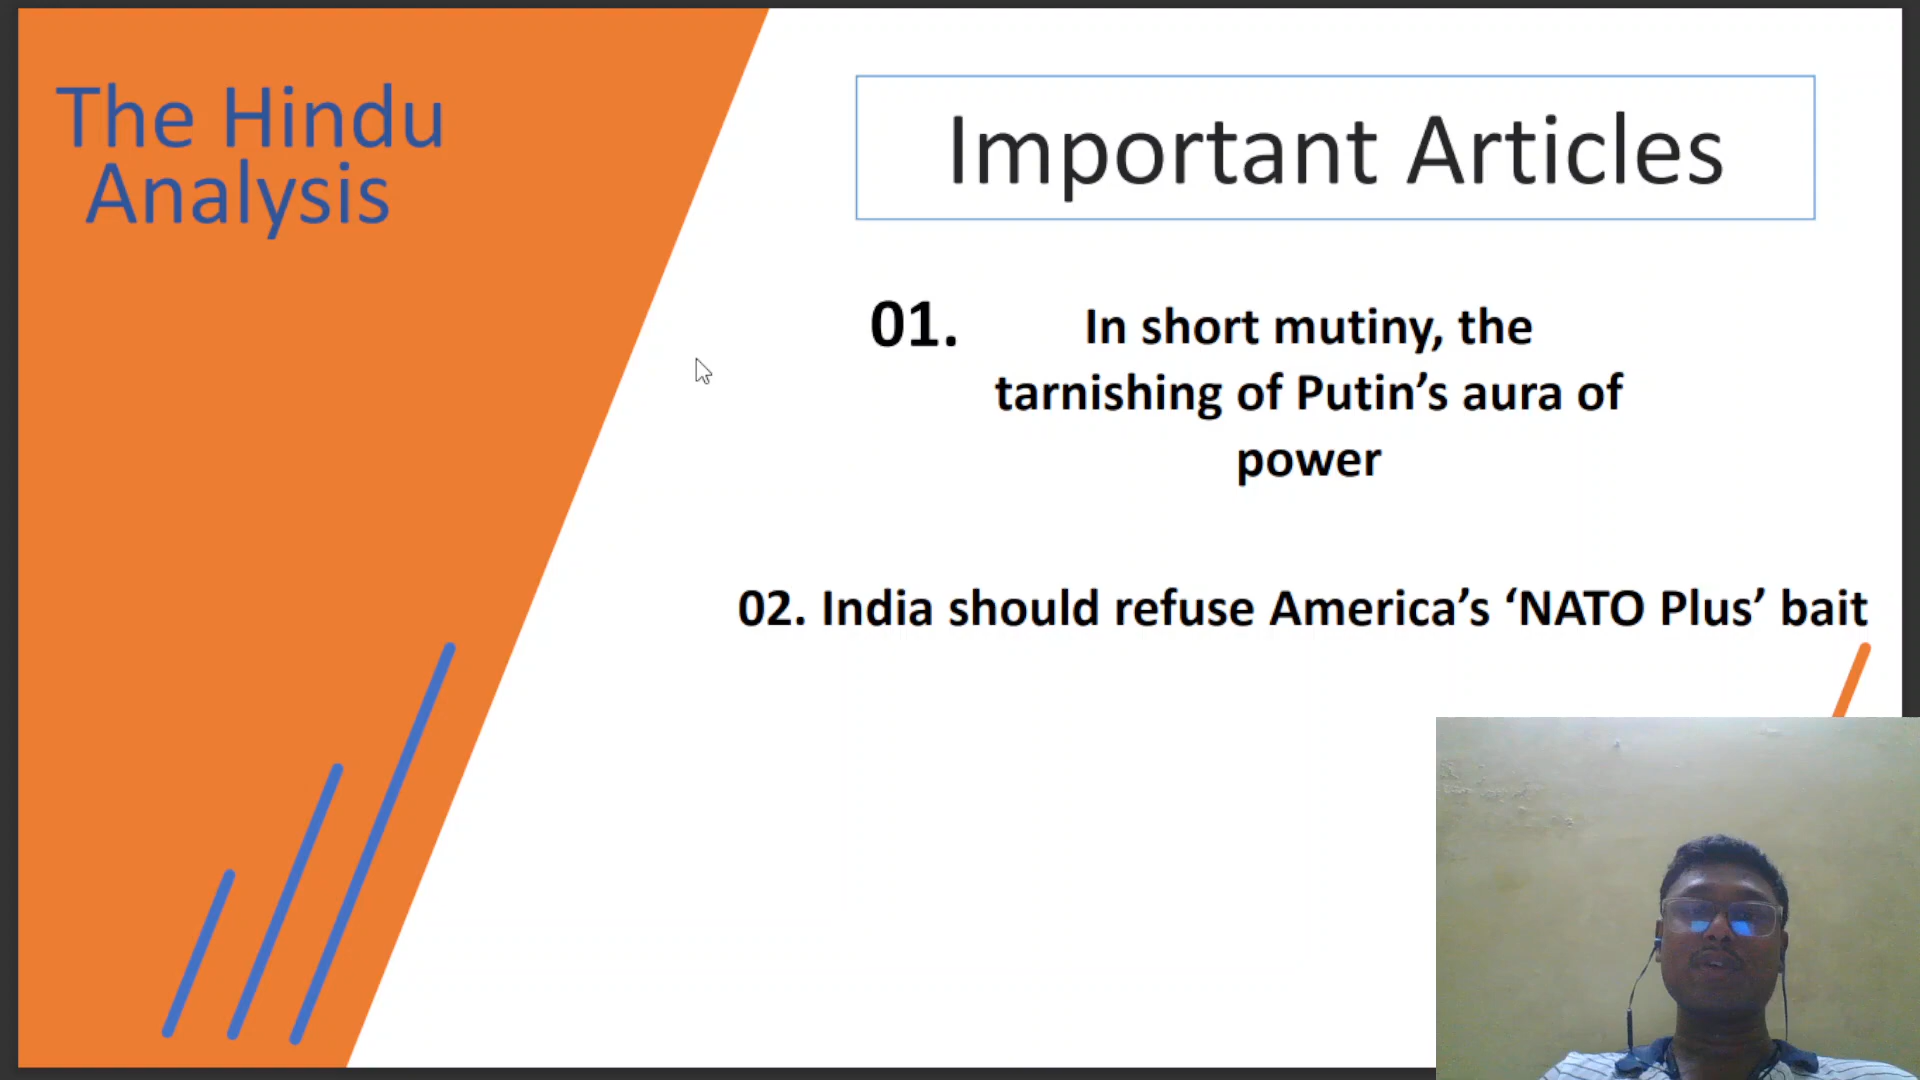 The Hindu
Analysis
Important Articles
01. In short mutiny, the
tarnishing of Putin’s aura of
power
02. India should refuse America’s ‘NATO Plus’ bait